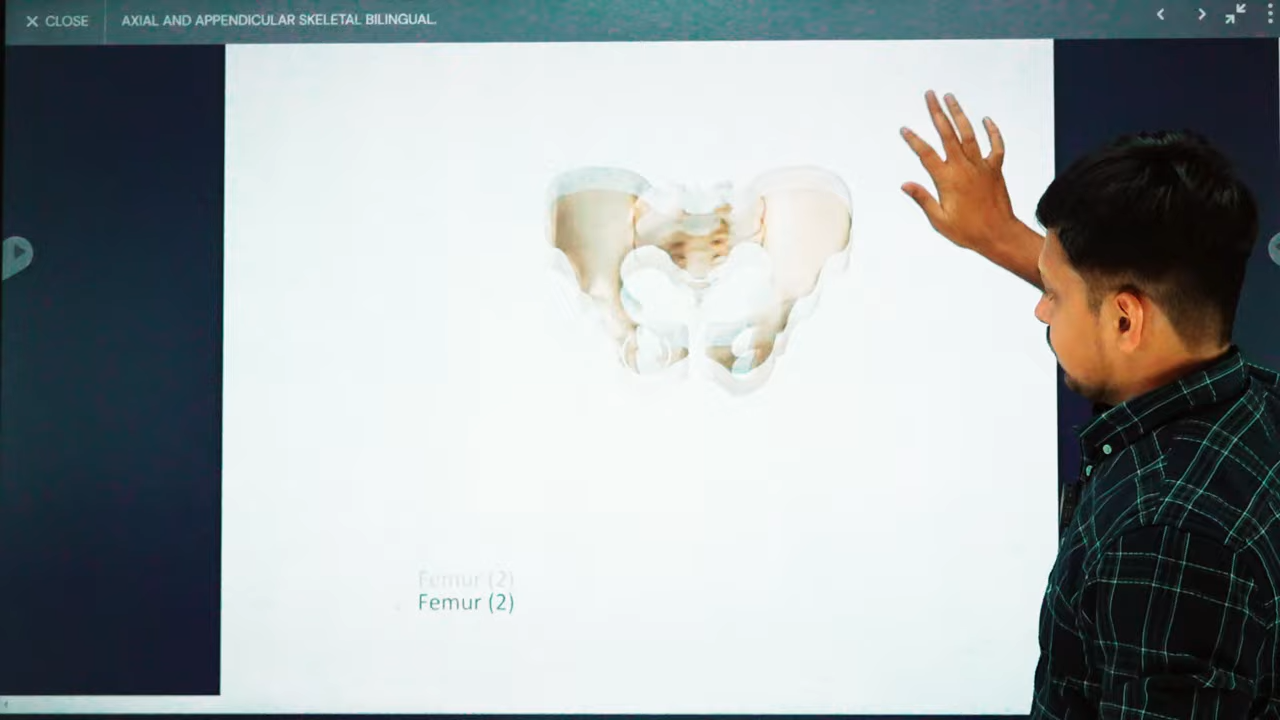 CLOSE
AXIAL AND APPENDICULAR SKELETAL BILINGUAL.
Femur (2)
Femur (2)